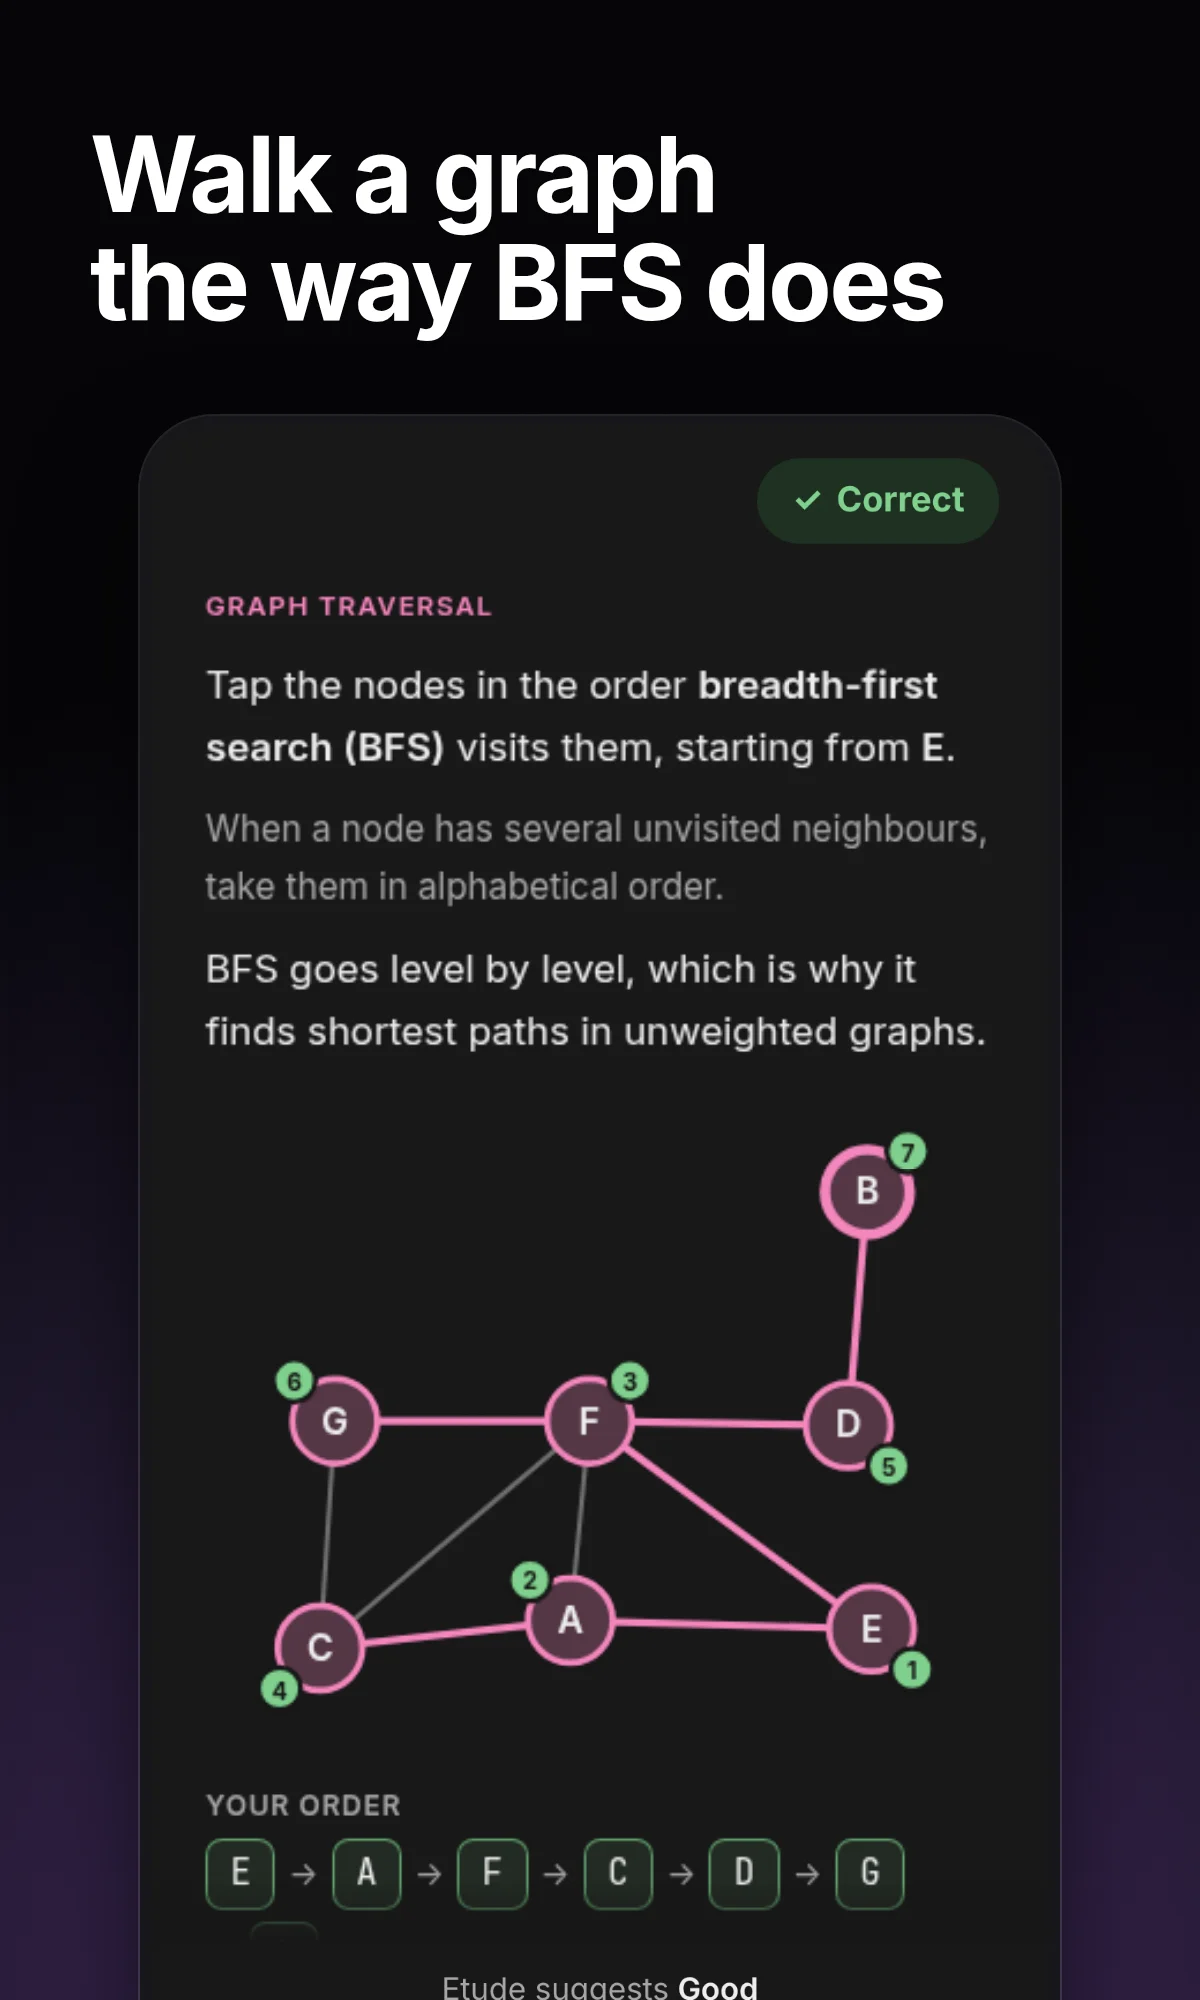 Walk a graph
the way BFS does
✓ Correct
GRAPH TRAVERSAL
Tap the nodes in the order breadth-first
search (BFS) visits them, starting from E.
When a node has several unvisited neighbours,
take them in alphabetical order.
BFS goes level by level, which is why it
finds shortest paths in unweighted graphs.
7
B
6
G
3
F
D
5
2
A
E
1
C
4
YOUR ORDER
E → A → F → C → D → G
Etude suggests Good